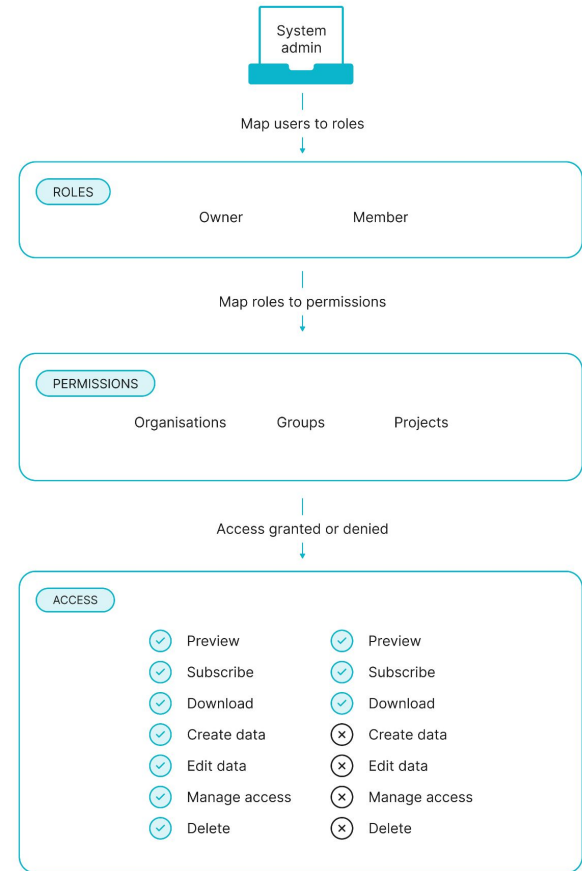 System
admin
Map users to roles
ROLES
Owner Member
Map roles to permissions
PERMISSIONS
Organisations Groups Projects
Access granted or denied
ACCESS
Preview Preview
Subscribe Subscribe
Download Download
Create data Create data
Edit data Edit data
Manage access Manage access
Delete Delete